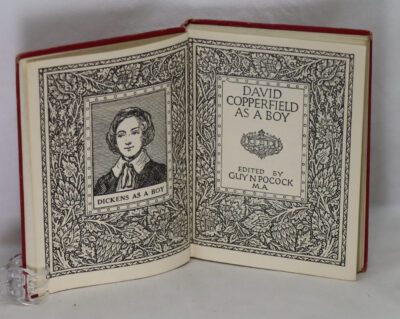 DICKENS AS A BOY
DAVID
COPPERFIELD
AS A BOY
EDITED BY
GUY N POCOCK
M.A